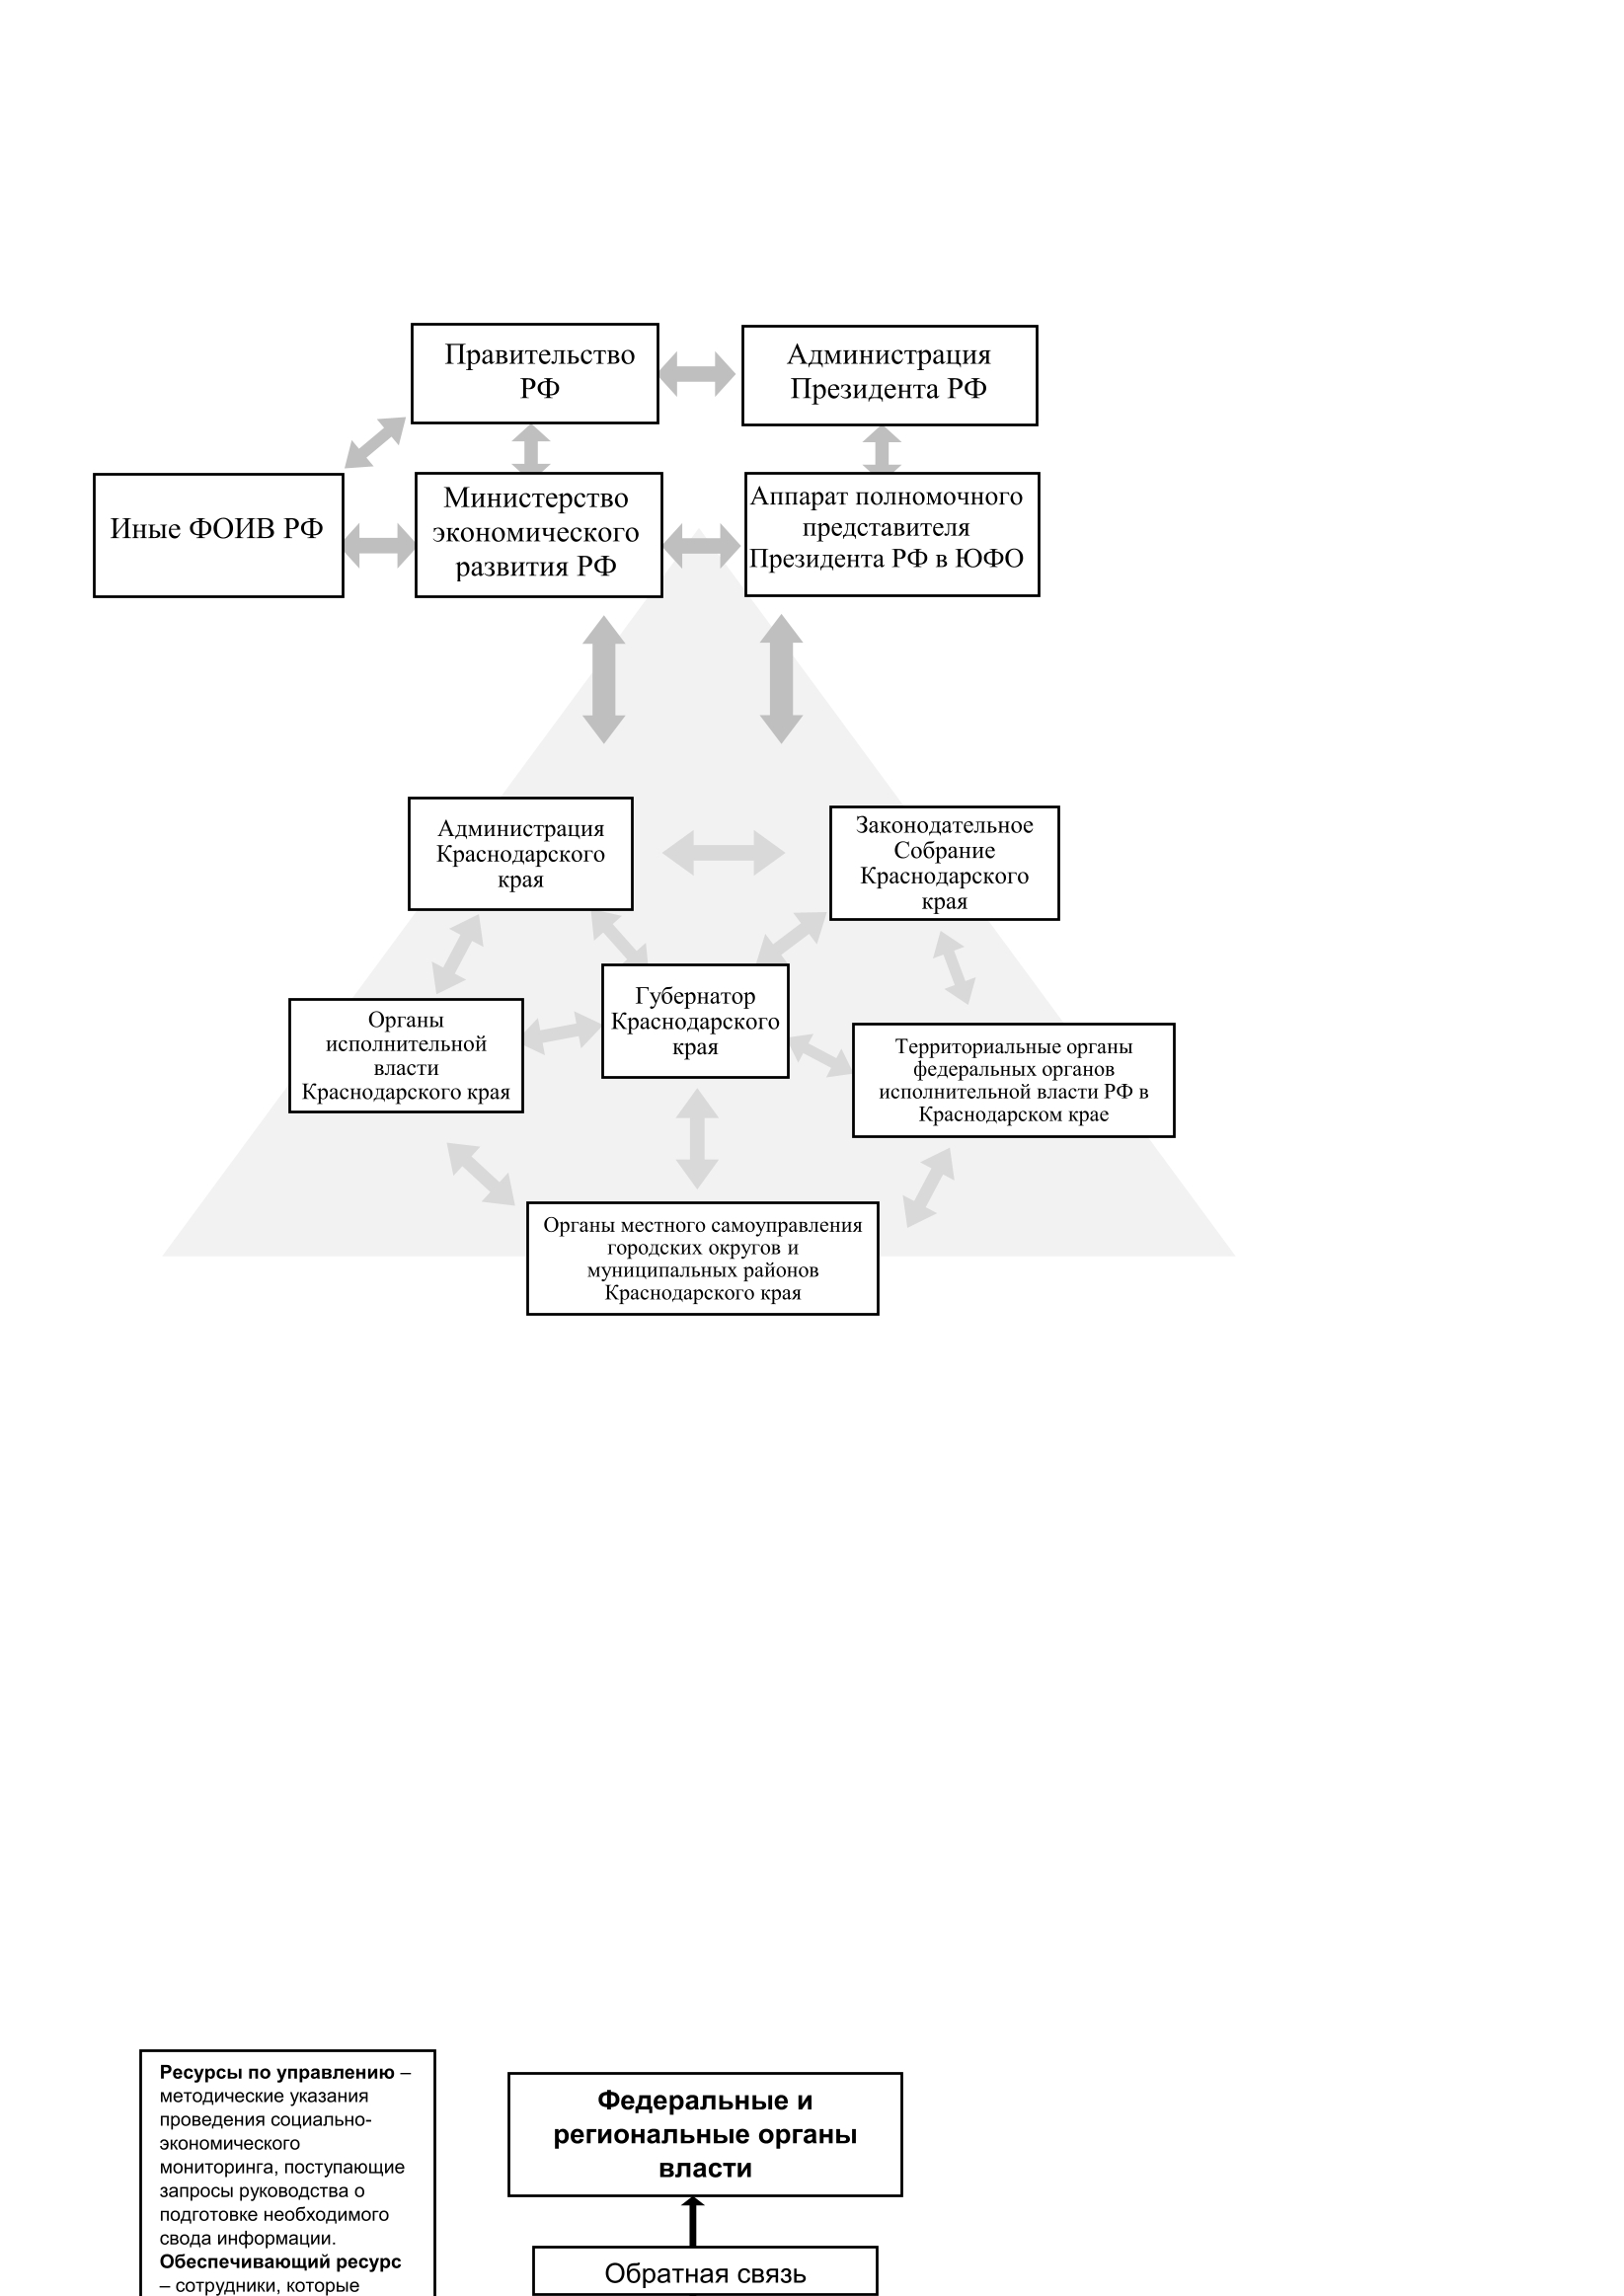 Правительство
РФ
Администрация
Президента РФ
Иные ФОИВ РФ
Министерство
экономического
развития РФ
Аппарат полномочного
представителя
Президента РФ в ЮФО
Администрация
Краснодарского
края
Законодательное
Собрание
Краснодарского
края
Губернатор
Краснодарского
края
Органы
исполнительной
власти
Краснодарского края
Территориальные органы
федеральных органов
исполнительной власти РФ в
Краснодарском крае
Органы местного самоуправления
городских округов и
муниципальных районов
Краснодарского края
Ресурсы по управлению –
методические указания
проведения социально-
экономического
мониторинга, поступающие
запросы руководства о
подготовке необходимого
свода информации.
Обеспечивающий ресурс
– сотрудники, которые
Федеральные и
региональные органы
власти
Обратная связь